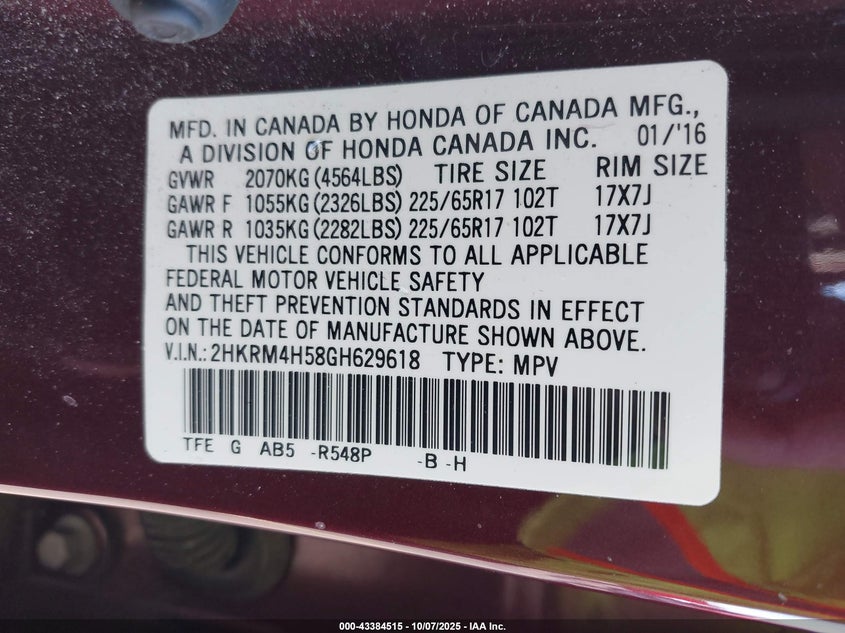 MFD. IN CANADA BY HONDA OF CANADA MFG.,
A DIVISION OF HONDA CANADA INC. 01/'16
GVWR 2070KG (4564LBS) TIRE SIZE RIM SIZE
GAWR F 1055KG (2326LBS) 225/65R17 102T 17X7J
GAWR R 1035KG (2282LBS) 225/65R17 102T 17X7J
THIS VEHICLE CONFORMS TO ALL APPLICABLE
FEDERAL MOTOR VEHICLE SAFETY
AND THEFT PREVENTION STANDARDS IN EFFECT
ON THE DATE OF MANUFACTURE SHOWN ABOVE.
V.I.N.: 2HKRM4H58GH629618 TYPE: MPV
TFE G AB5 -R548P -B -H
000-43384515 - 10/07/2025 - IAA Inc.